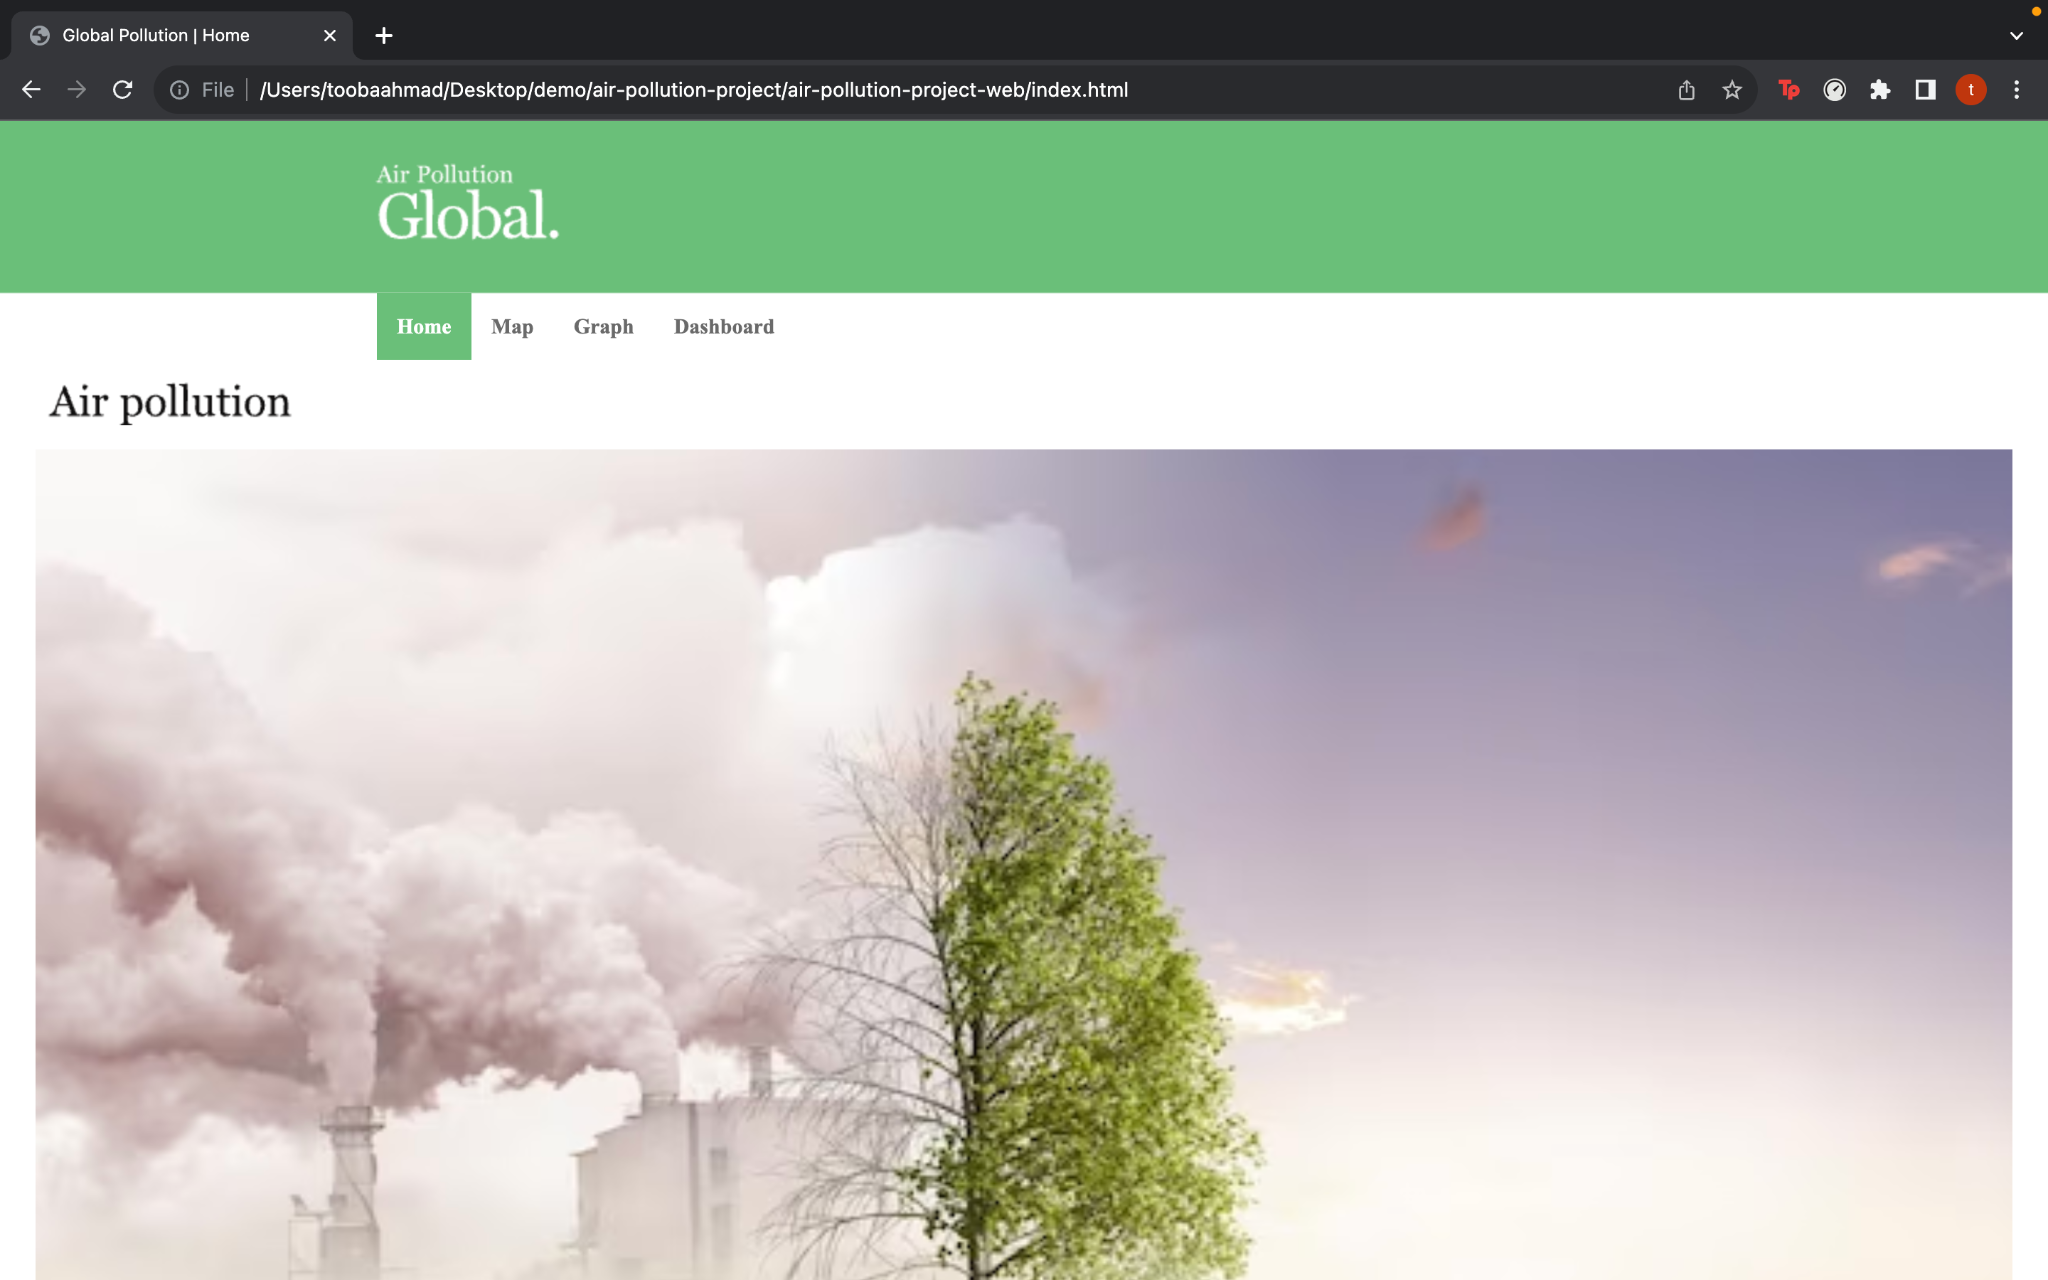 Global Pollution | Home
File | /Users/toobaahmad/Desktop/demo/air-pollution-project/air-pollution-project-web/index.html
Tp
t
Air Pollution
Global.
Home Map Graph Dashboard
Air pollution